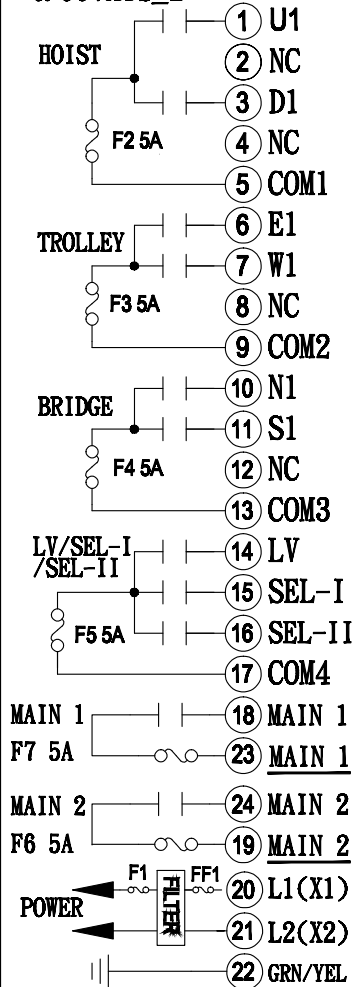 HOIST
1 U1
2 NC
3 D1
F2 5A
4 NC
5 COM1
TROLLEY
6 E1
7 W1
F3 5A
8 NC
9 COM2
BRIDGE
10 N1
11 S1
F4 5A
12 NC
13 COM3
LV/SEL-I
/SEL-II
14 LV
15 SEL-I
F5 5A
16 SEL-II
17 COM4
MAIN 1
18 MAIN 1
F7 5A
23 MAIN 1
MAIN 2
24 MAIN 2
F6 5A
19 MAIN 2
POWER
F1
FILTER
FF1
20 L1(X1)
21 L2(X2)
22 GRN/YEL